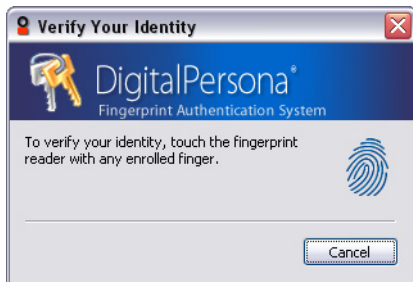 Verify Your Identity
DigitalPersona®
Fingerprint Authentication System
To verify your identity, touch the fingerprint
reader with any enrolled finger.
Cancel